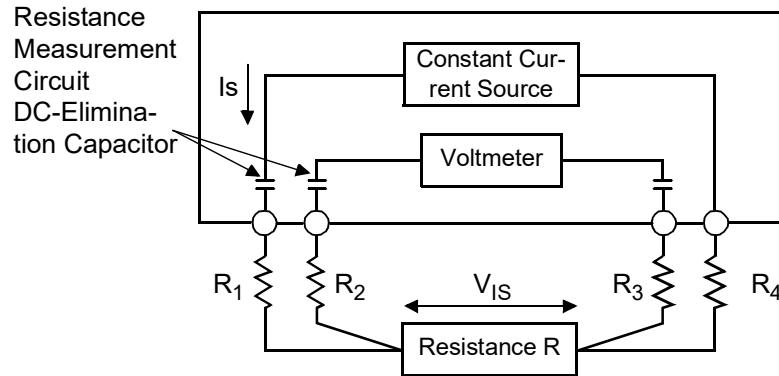 Resistance
Measurement
Circuit
DC-Elimina-
tion Capacitor
Is
Constant Cur-
rent Source
Voltmeter
R1
R2
VIS
R3
R4
Resistance R